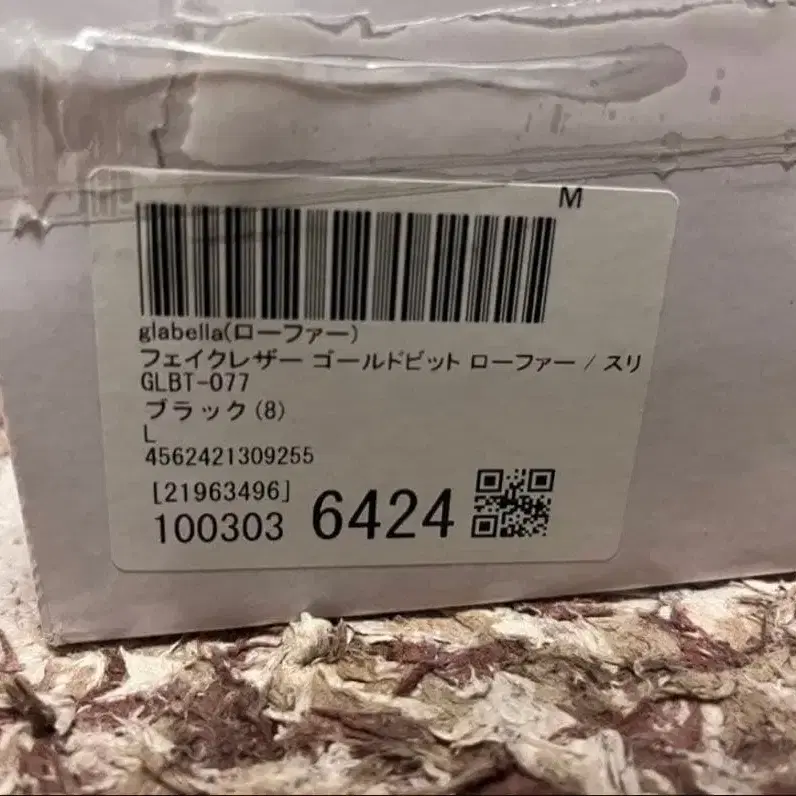 M
glabella(ローファー)
フェイクレザー ゴールドビット ローファー / スリ
GLBT-077
ブラック(8)
L
4562421309255
[21963496]
100303 6424